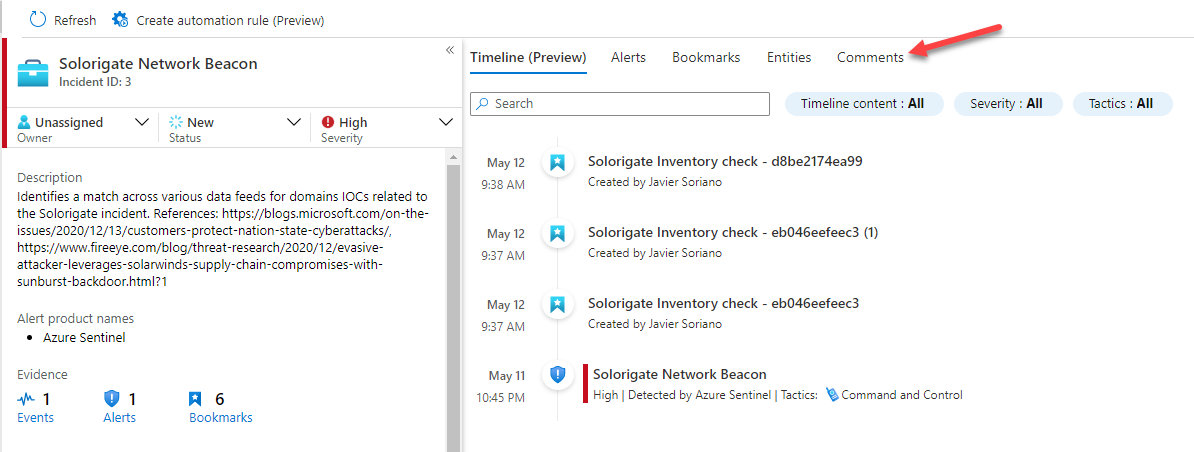 Refresh
Create automation rule (Preview)
«
Solorigate Network Beacon
Incident ID: 3
Unassigned
Owner
New
Status
High
Severity
Description
Identifies a match across various data feeds for domains IOCs related to
the Solorigate incident. References: https://blogs.microsoft.com/on-the-
issues/2020/12/13/customers-protect-nation-state-cyberattacks/,
https://www.fireeye.com/blog/threat-research/2020/12/evasive-
attacker-leverages-solarwinds-supply-chain-compromises-with-
sunburst-backdoor.html?1
Alert product names
• Azure Sentinel
Evidence
1
Events
1
Alerts
6
Bookmarks
Timeline (Preview)
Alerts
Bookmarks
Entities
Comments
Search
Timeline content : All
Severity : All
Tactics : All
May 12
9:38 AM
Solorigate Inventory check - d8be2174ea99
Created by Javier Soriano
May 12
9:37 AM
Solorigate Inventory check - eb046eefeec3 (1)
Created by Javier Soriano
May 12
9:37 AM
Solorigate Inventory check - eb046eefeec3
Created by Javier Soriano
May 11
10:45 PM
Solorigate Network Beacon
High | Detected by Azure Sentinel | Tactics: Command and Control